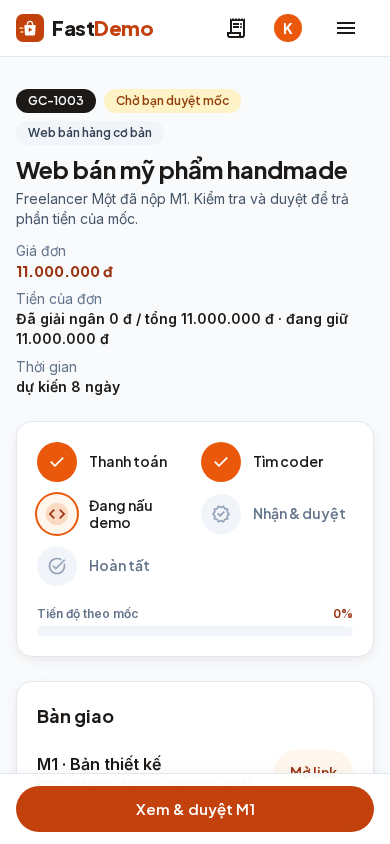 FastDemo
K
GC-1003
Chờ bạn duyệt mốc
Web bán hàng cơ bản
Web bán mỹ phẩm handmade
Freelancer Một đã nộp M1. Kiểm tra và duyệt để trả
phần tiền của mốc.
Giá đơn
11.000.000 đ
Tiền của đơn
Đã giải ngân 0 đ / tổng 11.000.000 đ · đang giữ
11.000.000 đ
Thời gian
dự kiến 8 ngày
Thanh toán
Tìm coder
Đang nấu
demo
Nhận & duyệt
Hoàn tất
Tiến độ theo mốc
0%
Bàn giao
M1 · Bản thiết kế
Mở link
Xem & duyệt M1